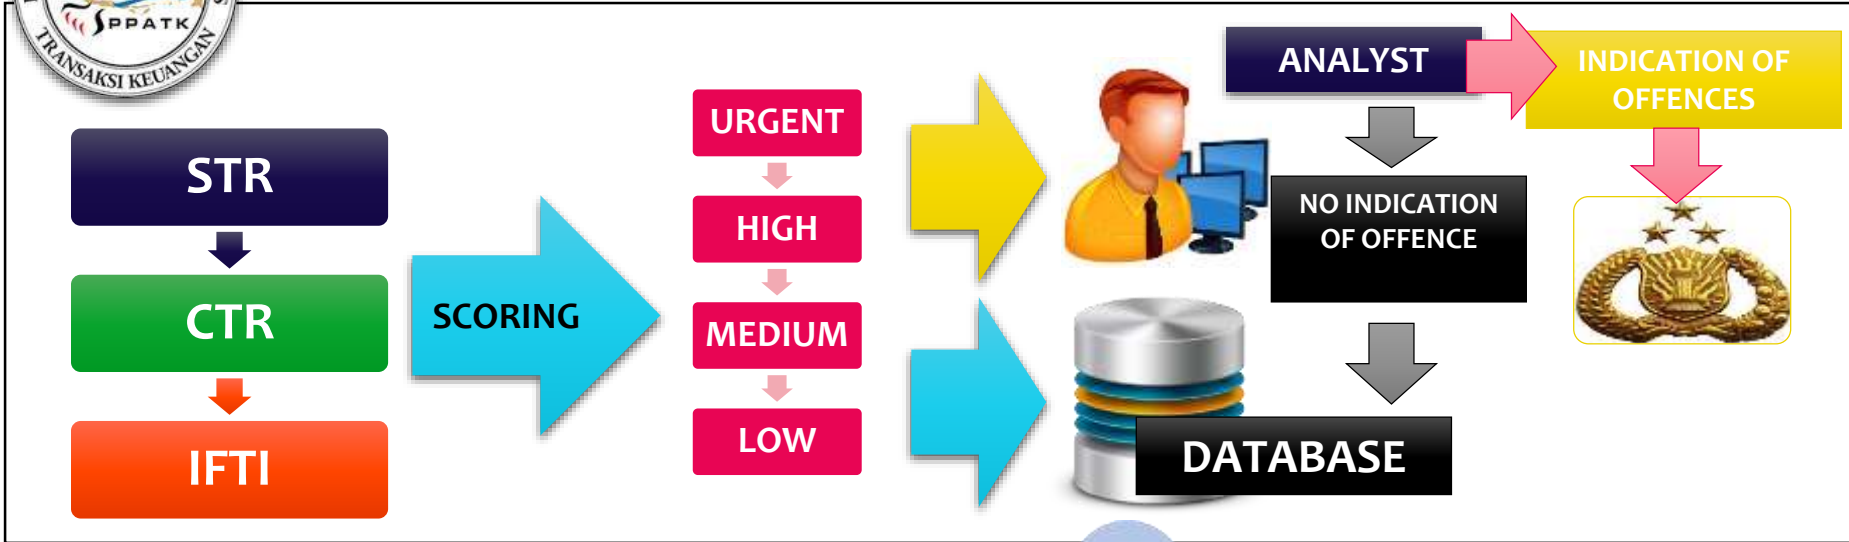 PPATK
TRANSAKSI KEUANGAN
STR
CTR
IFTI
SCORING
URGENT
HIGH
MEDIUM
LOW
ANALYST
NO INDICATION
OF OFFENCE
DATABASE
INDICATION OF
OFFENCES